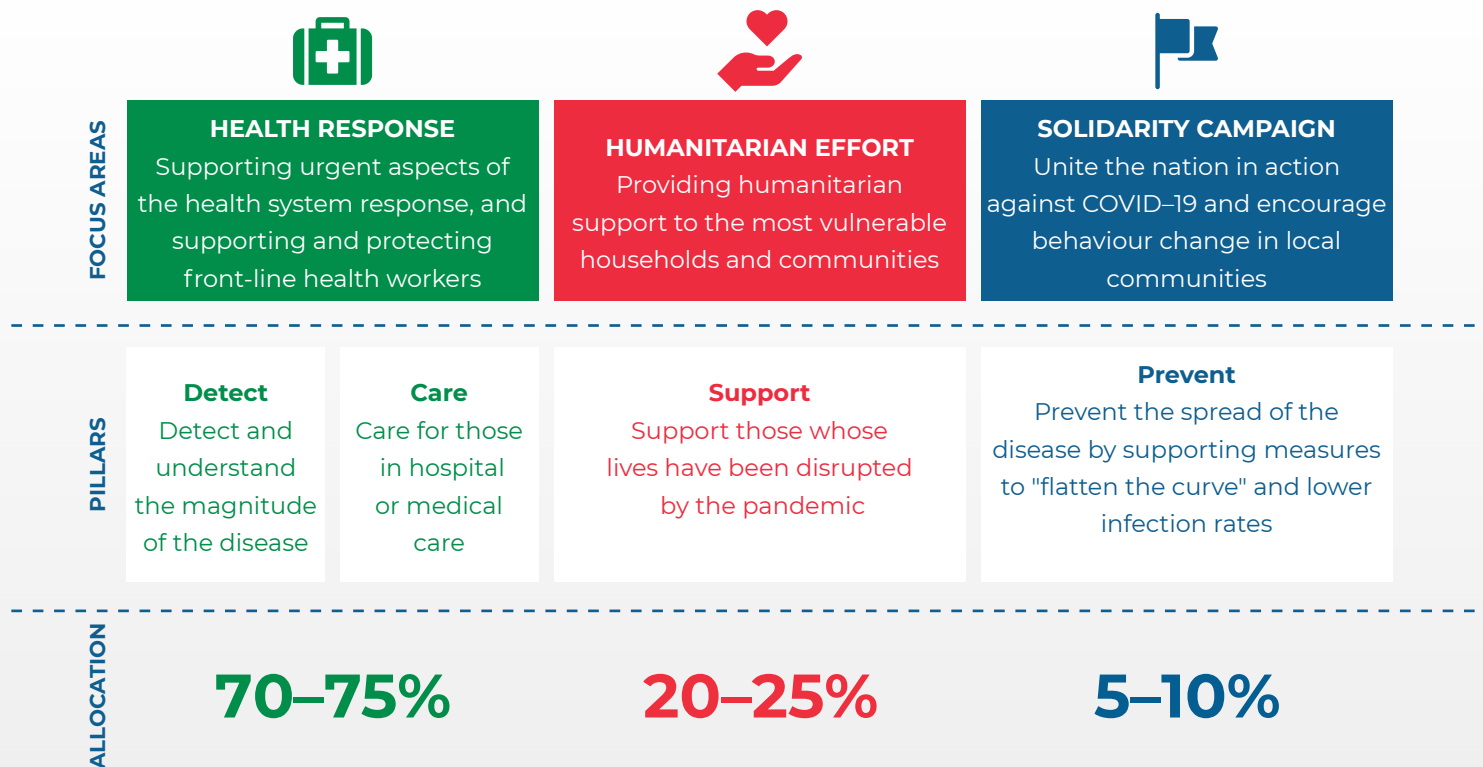 FOCUS AREAS
HEALTH RESPONSE
Supporting urgent aspects of
the health system response, and
supporting and protecting
front-line health workers
HUMANITARIAN EFFORT
Providing humanitarian
support to the most vulnerable
households and communities
SOLIDARITY CAMPAIGN
Unite the nation in action
against COVID–19 and encourage
behaviour change in local
communities
PILLARS
Detect
Detect and
understand
the magnitude
of the disease
Care
Care for those
in hospital
or medical
care
Support
Support those whose
lives have been disrupted
by the pandemic
Prevent
Prevent the spread of the
disease by supporting measures
to "flatten the curve" and lower
infection rates
ALLOCATION
70–75%
20–25%
5–10%